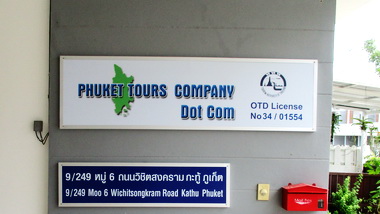 PHUKET TOURS COMPANY
Dot Com
OTD License
No 34 / 01554
9/249 หมู่ 6 ถนนวิชิตสงคราม กะทู้ ภูเก็ต
9/249 Moo 6 Wichitsongkram Road Kathu Phuket